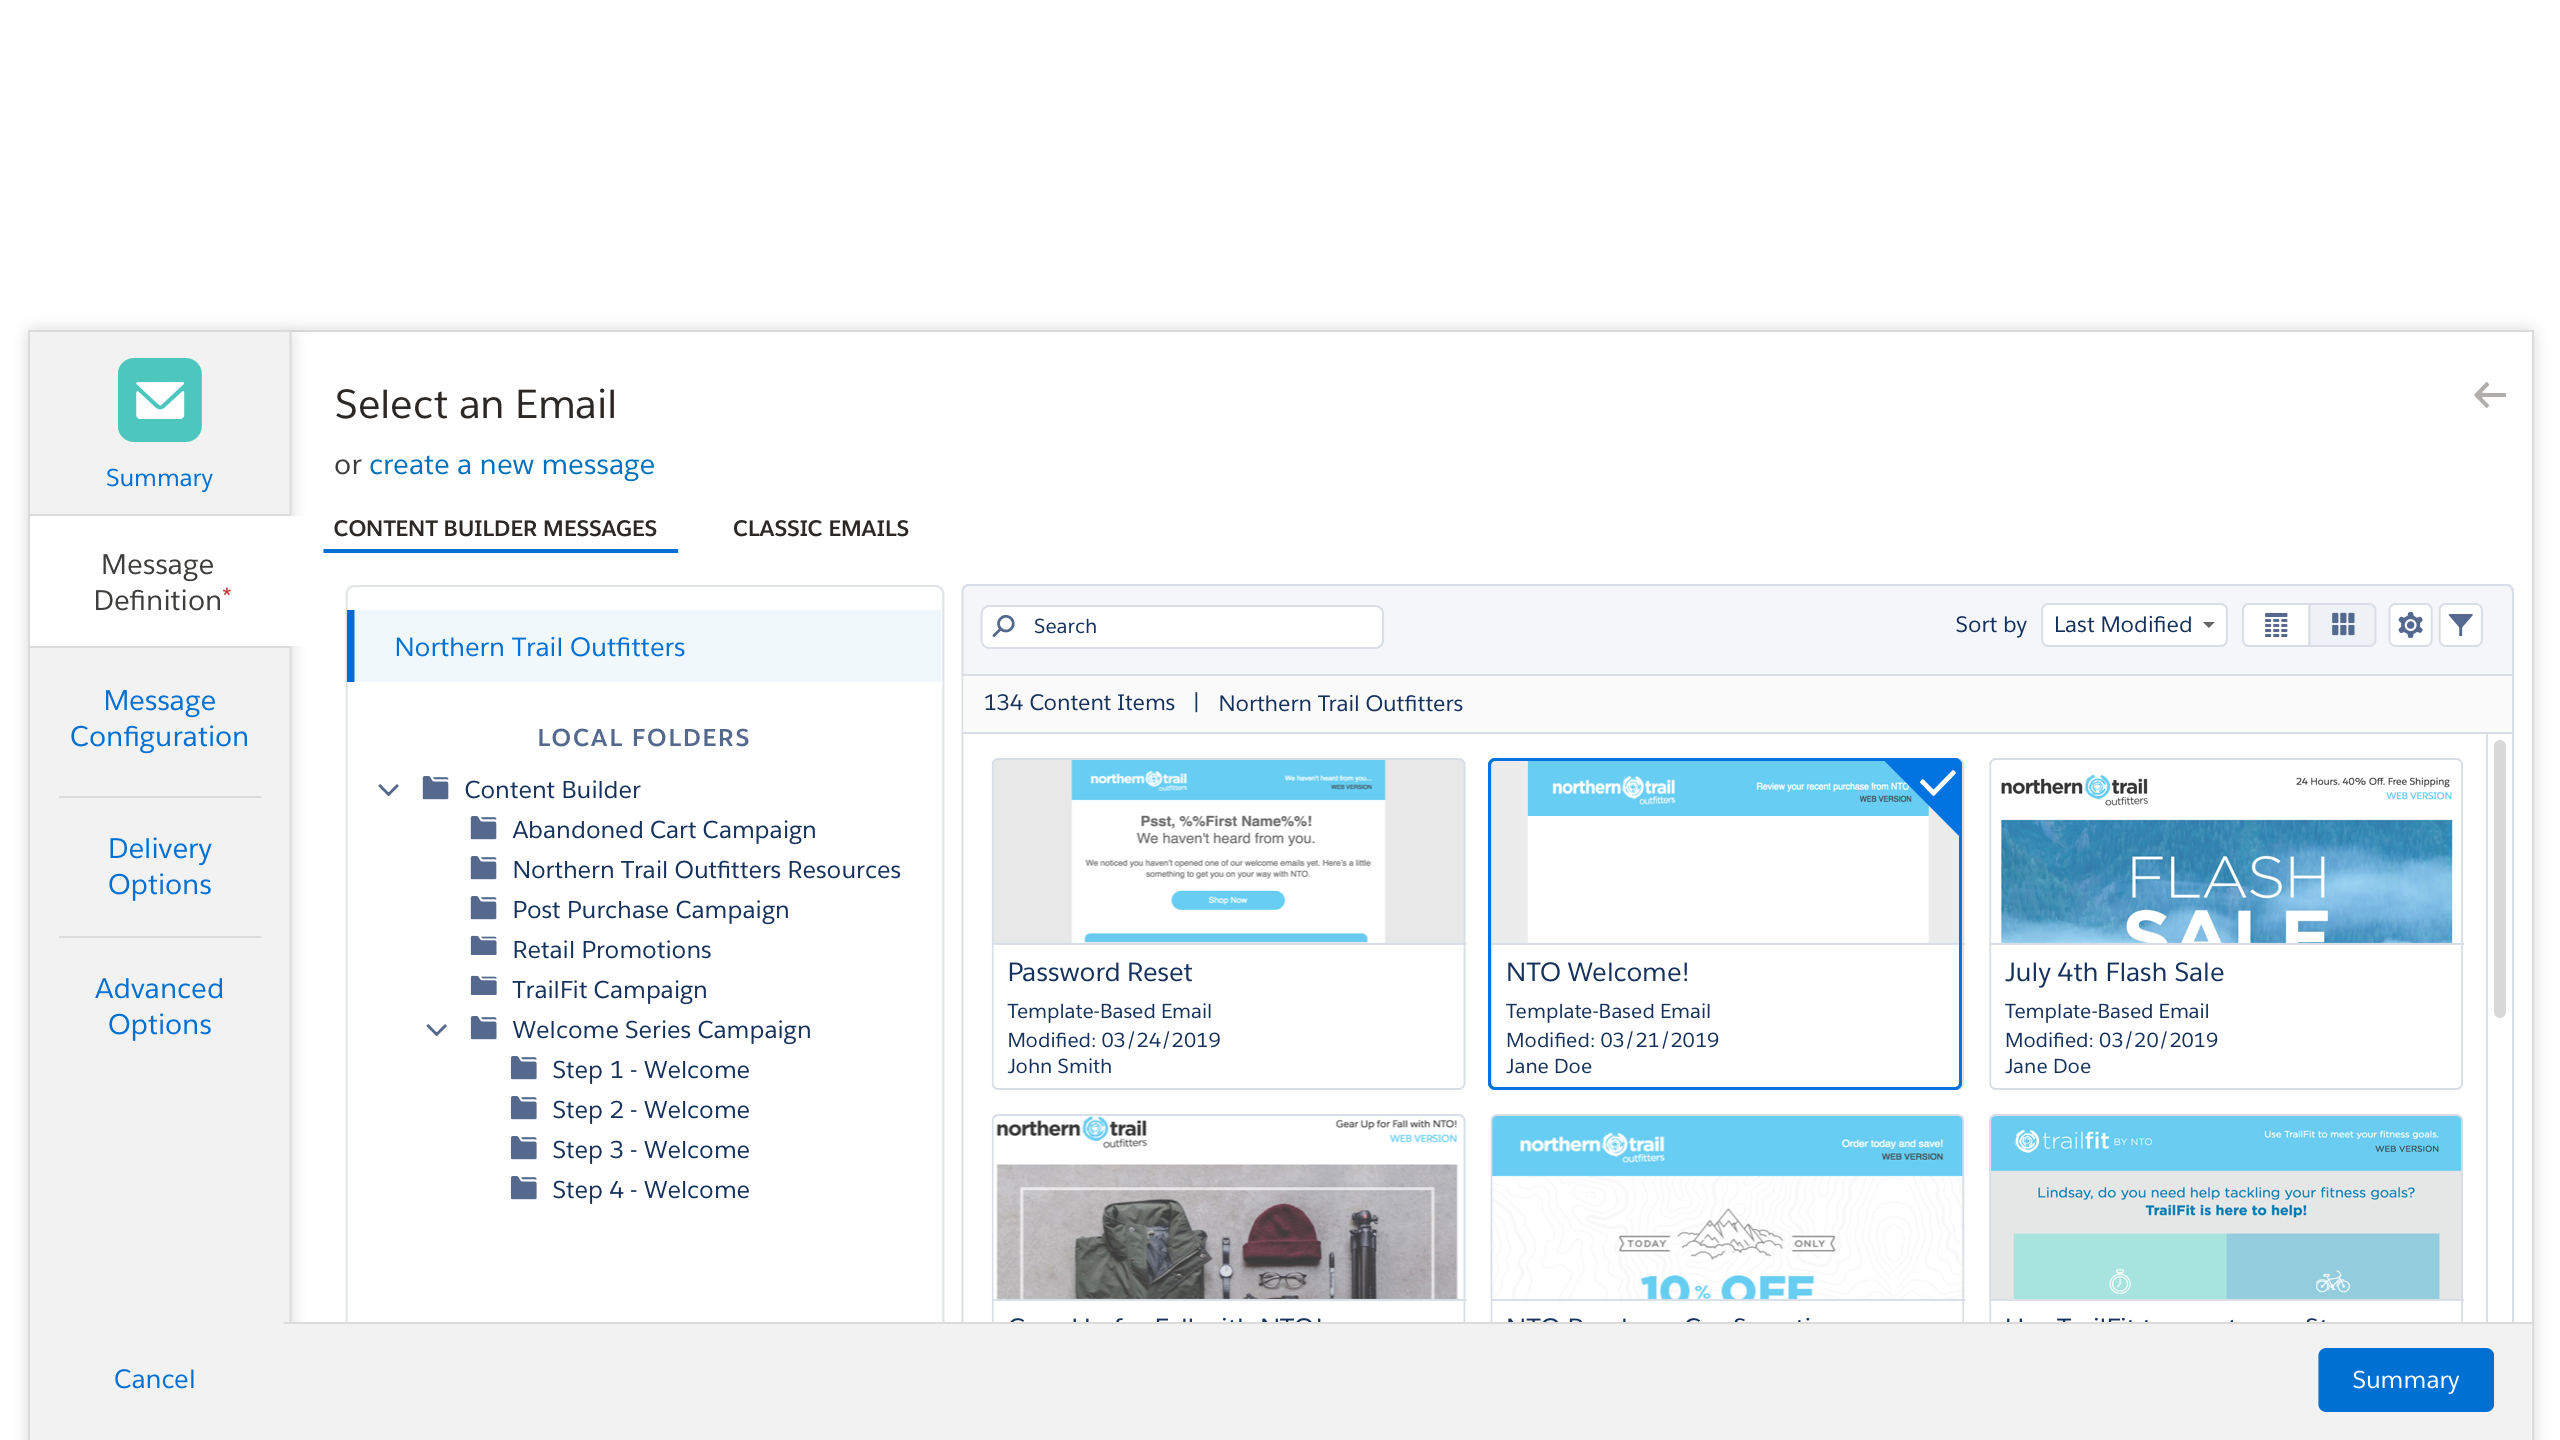 Summary
Message
Definition*
Message
Configuration
Delivery
Options
Advanced
Options
Select an Email
or create a new message
CONTENT BUILDER MESSAGES
CLASSIC EMAILS
Northern Trail Outfitters
LOCAL FOLDERS
Content Builder
Abandoned Cart Campaign
Northern Trail Outfitters Resources
Post Purchase Campaign
Retail Promotions
TrailFit Campaign
Welcome Series Campaign
Step 1 - Welcome
Step 2 - Welcome
Step 3 - Welcome
Step 4 - Welcome
Search
Sort by
Last Modified
134 Content Items | Northern Trail Outfitters
northern trail
outfitters
We haven't heard from you...
WEB VERSION
Psst, %%First Name%%!
We haven't heard from you.
We noticed you haven't opened one of our welcome emails yet. Here's a little
something to get you on your way with NTO.
Shop Now
Password Reset
Template-Based Email
Modified: 03/24/2019
John Smith
northern trail
outfitters
Review your recent purchase from NTO
WEB VERSION
NTO Welcome!
Template-Based Email
Modified: 03/21/2019
Jane Doe
northern trail
outfitters
24 Hours. 40% Off. Free Shipping
WEB VERSION
FLASH
SALE
July 4th Flash Sale
Template-Based Email
Modified: 03/20/2019
Jane Doe
northern trail
outfitters
Gear Up for Fall with NTO!
WEB VERSION
Gear Up for Fall with NTO!
northern trail
outfitters
Order today and save!
WEB VERSION
TODAY ONLY
10% OFF
trailfit BY NTO
Use TrailFit to meet your fitness goals.
WEB VERSION
Lindsay, do you need help tackling your fitness goals?
TrailFit is here to help!
Cancel
Summary